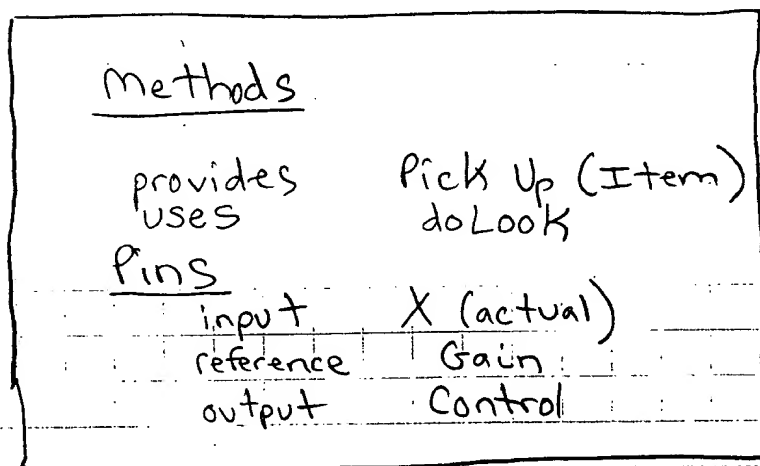 Methods
provides Pick Up (Item)
uses doLook
Pins
input X (actual)
reference Gain
output Control